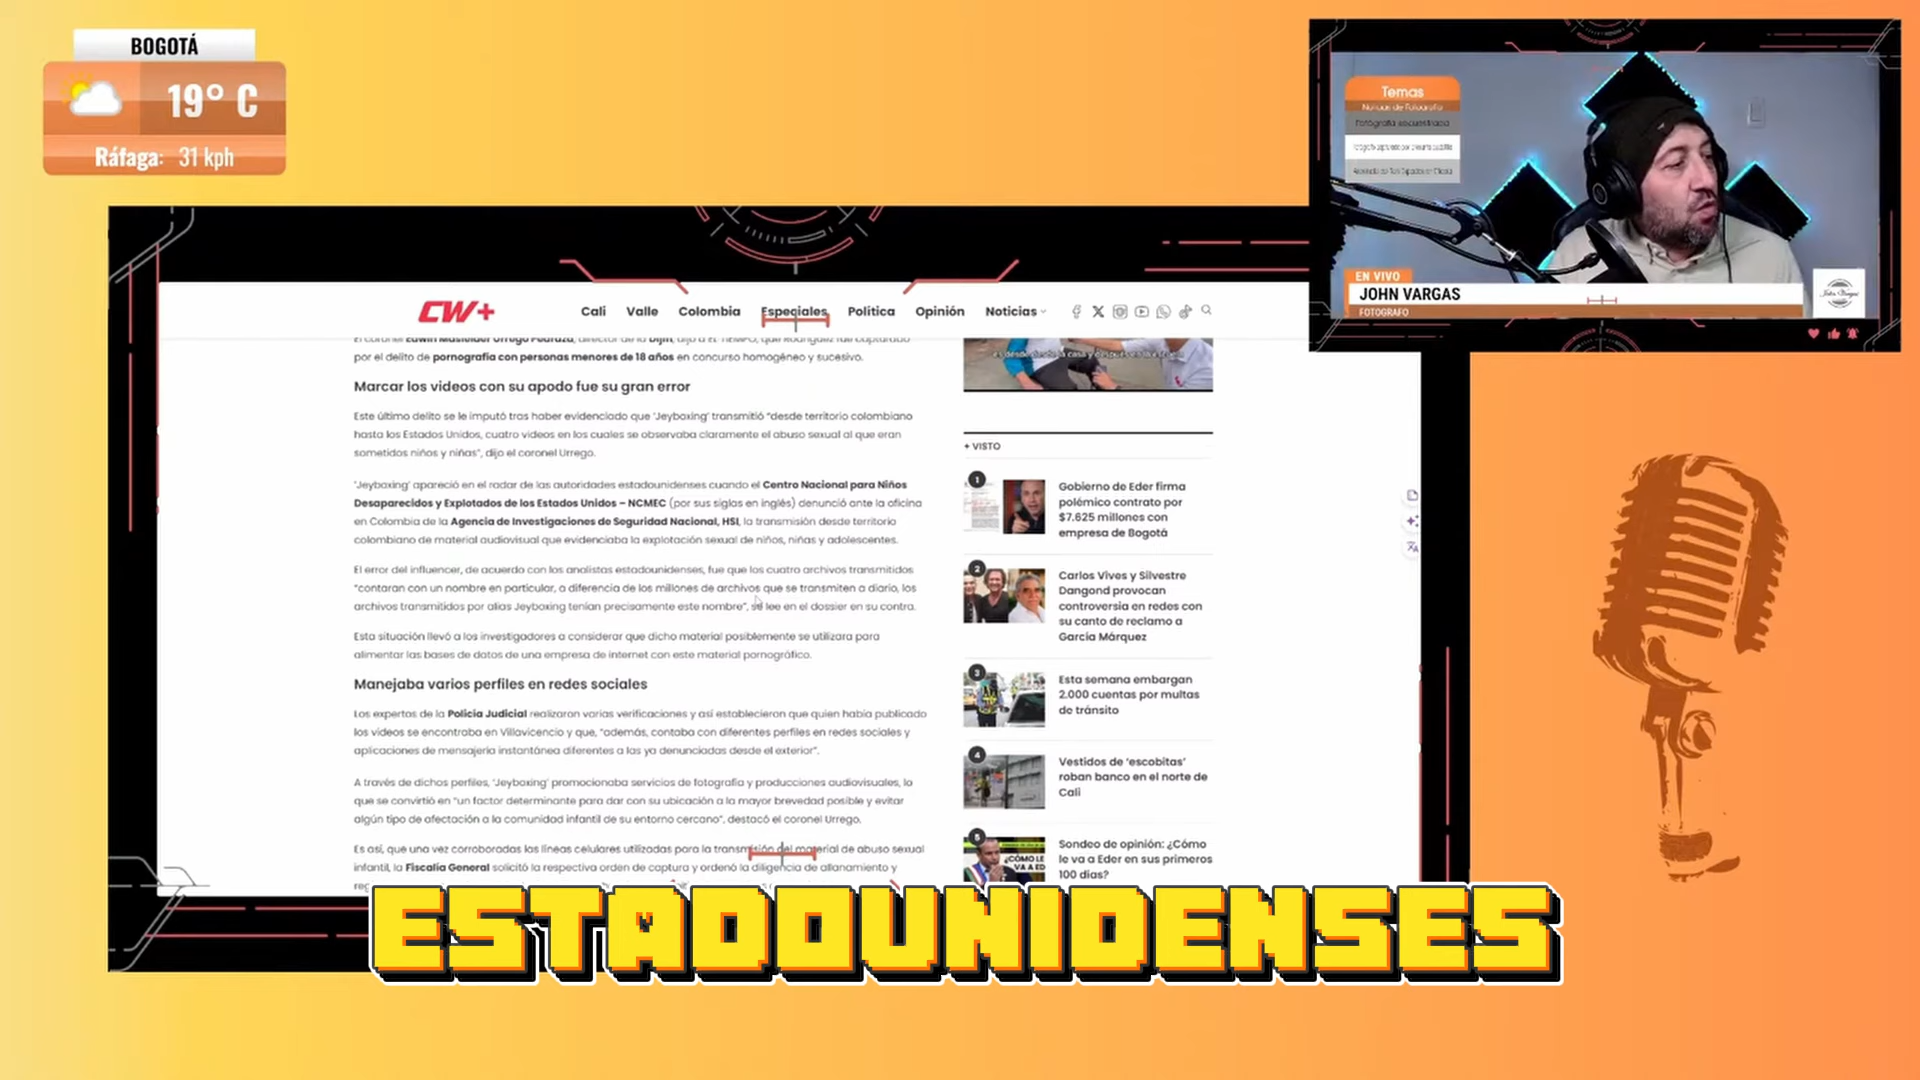 BOGOTÁ
19° C
Ráfaga: 31 kph
Temas
Noticias de Fotografía
Fotografía secuestrada
EN VIVO
JOHN VARGAS
FOTOGRAFO
CW+
Cali Valle Colombia Especiales Política Opinión Noticias
por el delito de pornografía con personas menores de 18 años en concurso homogéneo y sucesivo.
Marcar los videos con su apodo fue su gran error
Este último delito se le imputó tras haber evidenciado que 'Jeyboxing' transmitió "desde territorio colombiano
hasta los Estados Unidos, cuatro videos en los cuales se observaba claramente el abuso sexual al que eran
sometidos niños y niñas", dijo el coronel Urrego.
'Jeyboxing' apareció en el radar de las autoridades estadounidenses cuando el Centro Nacional para Niños
Desaparecidos y Explotados de los Estados Unidos – NCMEC (por sus siglas en inglés) denunció ante la oficina
en Colombia de la Agencia de Investigaciones de Seguridad Nacional, HSI, la transmisión desde territorio
colombiano de material audiovisual que evidenciaba la explotación sexual de niños, niñas y adolescentes.
El error del influencer, de acuerdo con los analistas estadounidenses, fue que los cuatro archivos transmitidos
"contaran con un nombre en particular, a diferencia de los millones de archivos que se transmiten a diario, los
archivos transmitidos por alias Jeyboxing tenían precisamente este nombre", se lee en el dossier en su contra.
Esta situación llevó a los investigadores a considerar que dicho material posiblemente se utilizara para
alimentar las bases de datos de una empresa de internet con este material pornográfico.
Manejaba varios perfiles en redes sociales
Los expertos de la Policía Judicial realizaron varias verificaciones y así establecieron que quien había publicado
los videos se encontraba en Villavicencio y que, "además, contaba con diferentes perfiles en redes sociales y
aplicaciones de mensajería instantánea diferentes a las ya denunciadas desde el exterior".
A través de dichos perfiles, 'Jeyboxing' promocionaba servicios de fotografía y producciones audiovisuales, lo
que se convirtió en "un factor determinante para dar con su ubicación a la mayor brevedad posible y evitar
algún tipo de afectación a la comunidad infantil de su entorno cercano", destacó el coronel Urrego.
Es así, que una vez corroboradas las líneas celulares utilizadas para la transmisión del material de abuso sexual
infantil, la Fiscalía General solicitó la respectiva orden de captura y ordenó la diligencia de allanamiento y
+ VISTO
1
Gobierno de Eder firma
polémico contrato por
$7.625 millones con
empresa de Bogotá
2
Carlos Vives y Silvestre
Dangond provocan
controversia en redes con
su canto de reclamo a
García Márquez
3
Esta semana embargan
2.000 cuentas por multas
de tránsito
4
Vestidos de 'escobitas'
roban banco en el norte de
Cali
5
¿CÓMO LE
VA A ED
Sondeo de opinión: ¿Cómo
le va a Eder en sus primeros
100 días?
ESTADOUNIDENSES